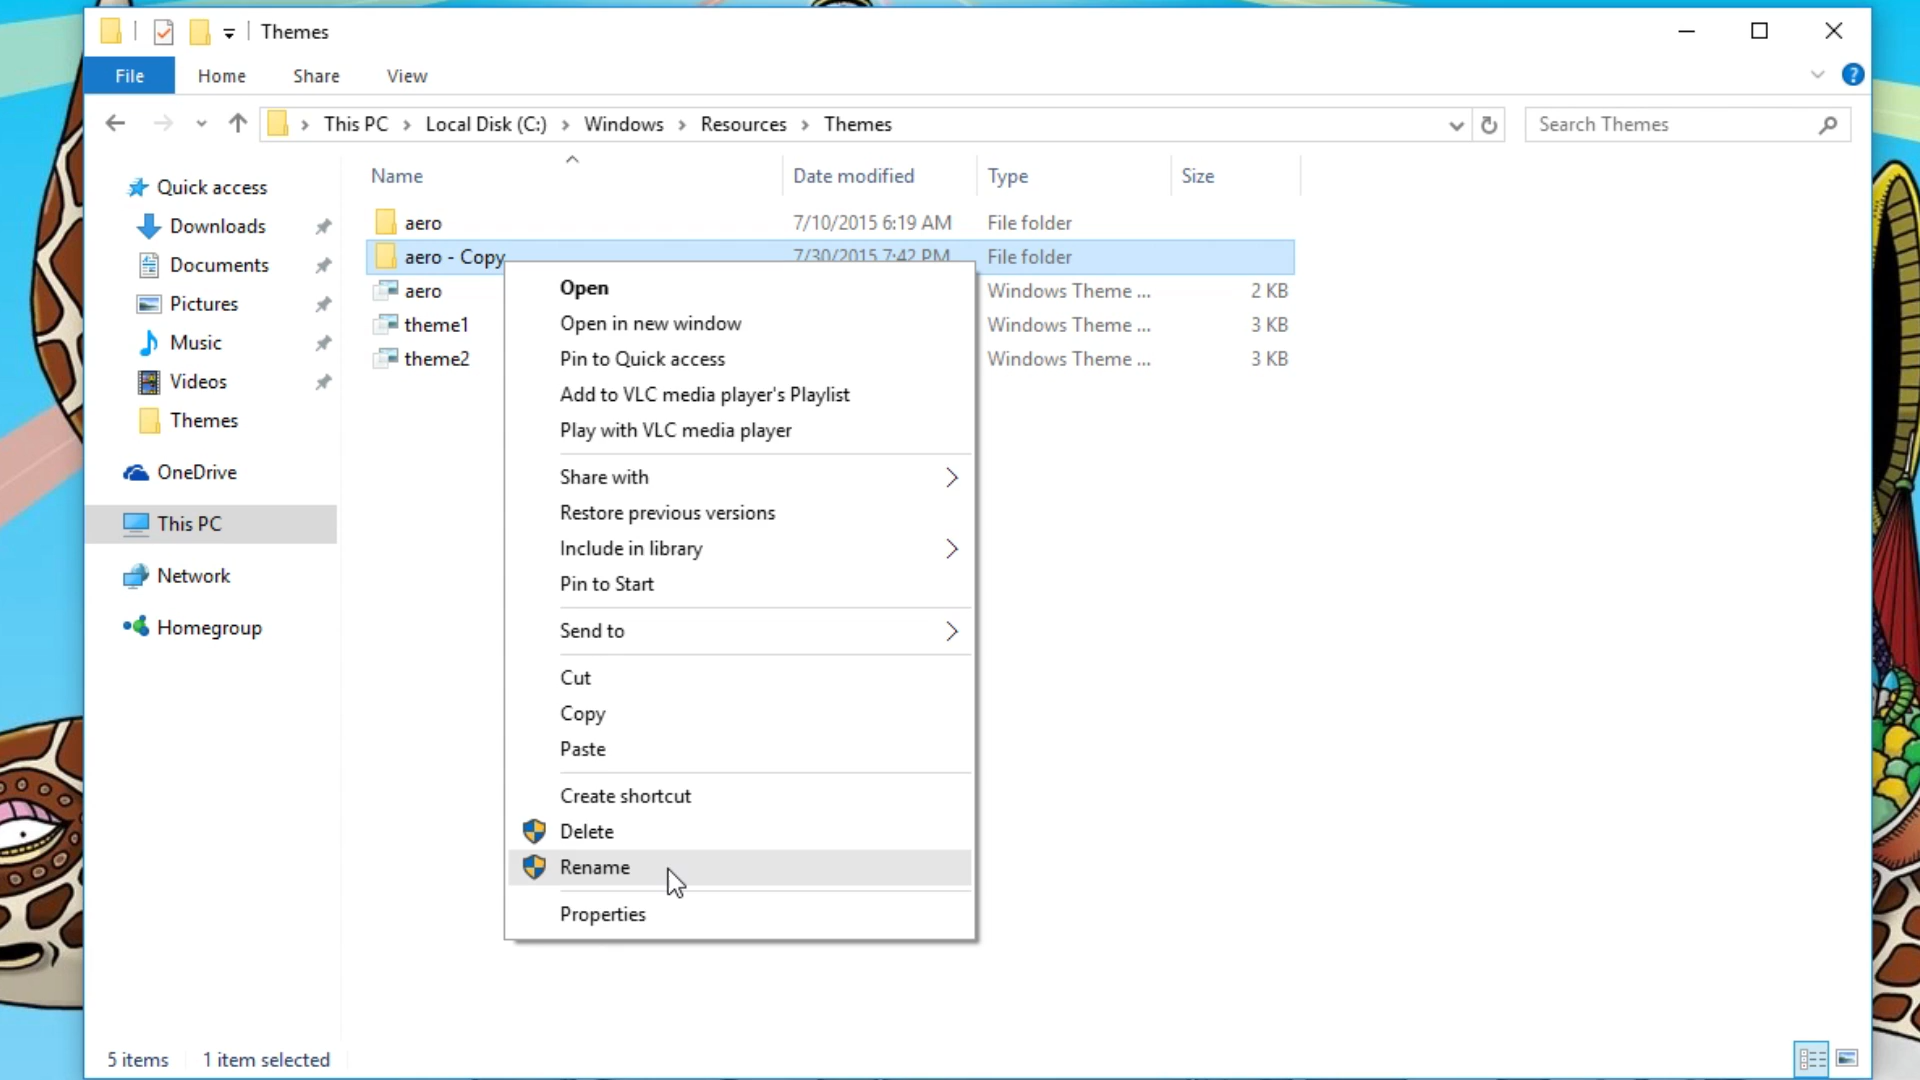 Themes
File Home Share View
This PC Local Disk (C:) Windows Resources Themes
Search Themes
Quick access
Downloads
Documents
Pictures
Music
Videos
Themes
OneDrive
This PC
Network
Homegroup
Name Date modified Type Size
aero 7/10/2015 6:19 AM File folder
aero - Copy 7/30/2015 7:42 PM File folder
aero Windows Theme ... 2 KB
theme1 Windows Theme ... 3 KB
theme2 Windows Theme ... 3 KB
Open
Open in new window
Pin to Quick access
Add to VLC media player's Playlist
Play with VLC media player
Share with
Restore previous versions
Include in library
Pin to Start
Send to
Cut
Copy
Paste
Create shortcut
Delete
Rename
Properties
5 items 1 item selected